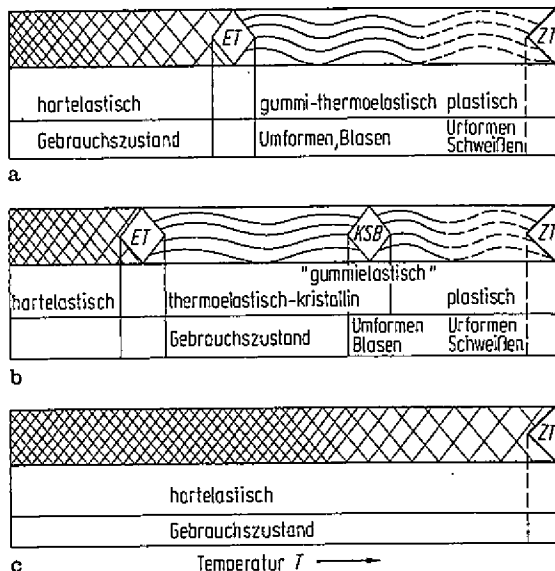 ET
ZT
hartelastisch gummi-thermoelastisch plastisch
Gebrauchszustand Umformen, Blasen Urformen
Schweißen
a
ET KSB ZT
"gummielastisch"
hartelastisch thermoelastisch-kristallin plastisch
Gebrauchszustand Umformen Urformen
Blasen Schweißen
b
ZT
hartelastisch
Gebrauchszustand
c Temperatur T